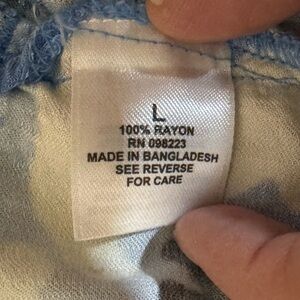 L
100% RAYON
RN 098223
MADE IN BANGLADESH
SEE REVERSE
FOR CARE